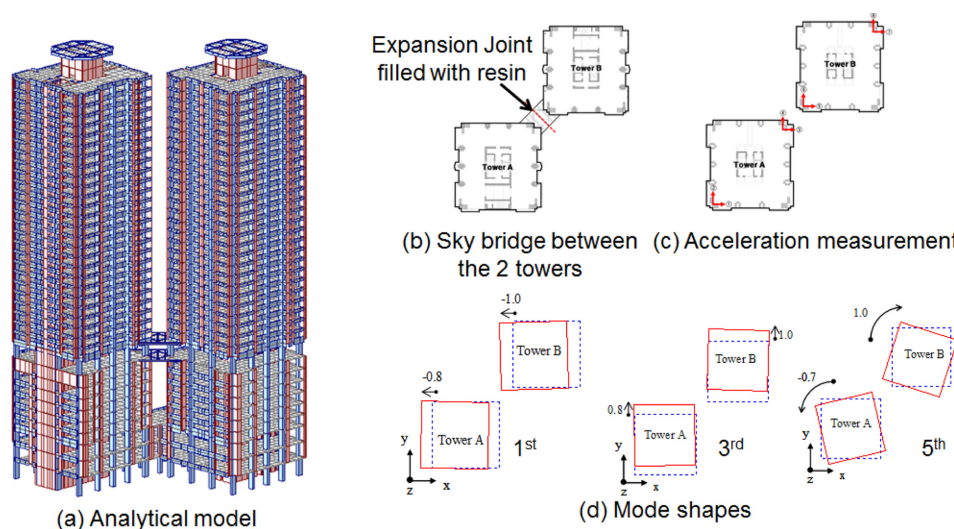 Expansion Joint
filled with resin
Tower B
Tower A
Tower B
Tower A
(b) Sky bridge between
the 2 towers
(c) Acceleration measurement
-1.0
Tower B
-0.8
Tower A
y
z
x
1st
1.0
Tower B
0.8
Tower A
y
z
x
3rd
1.0
Tower B
-0.7
Tower A
y
z
x
5th
(a) Analytical model
(d) Mode shapes